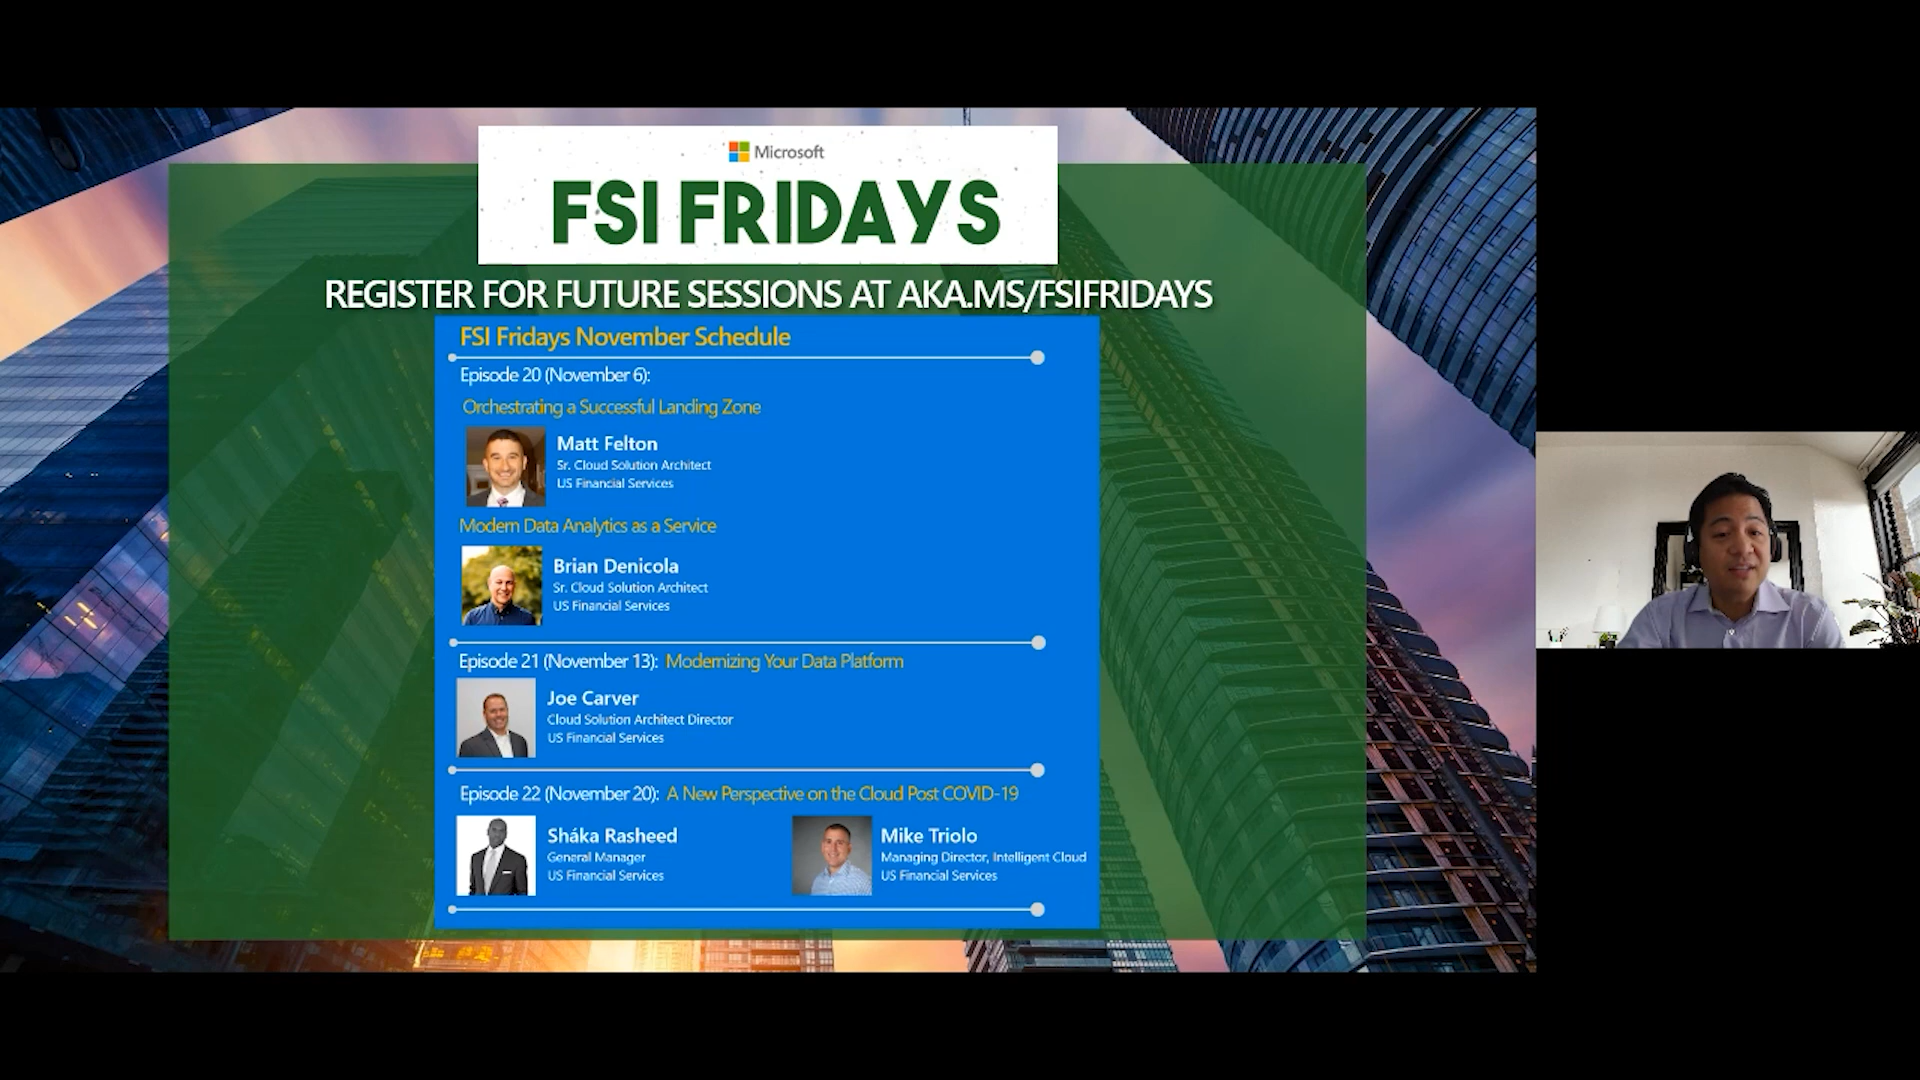 Microsoft
FSI FRIDAYS
REGISTER FOR FUTURE SESSIONS AT AKA.MS/FSIFRIDAYS
FSI Fridays November Schedule
Episode 20 (November 6):
Orchestrating a Successful Landing Zone
Matt Felton
Sr. Cloud Solution Architect
US Financial Services
Modern Data Analytics as a Service
Brian Denicola
Sr. Cloud Solution Architect
US Financial Services
Episode 21 (November 13): Modernizing Your Data Platform
Joe Carver
Cloud Solution Architect Director
US Financial Services
Episode 22 (November 20): A New Perspective on the Cloud Post COVID-19
Sháka Rasheed
General Manager
US Financial Services
Mike Triolo
Managing Director, Intelligent Cloud
US Financial Services